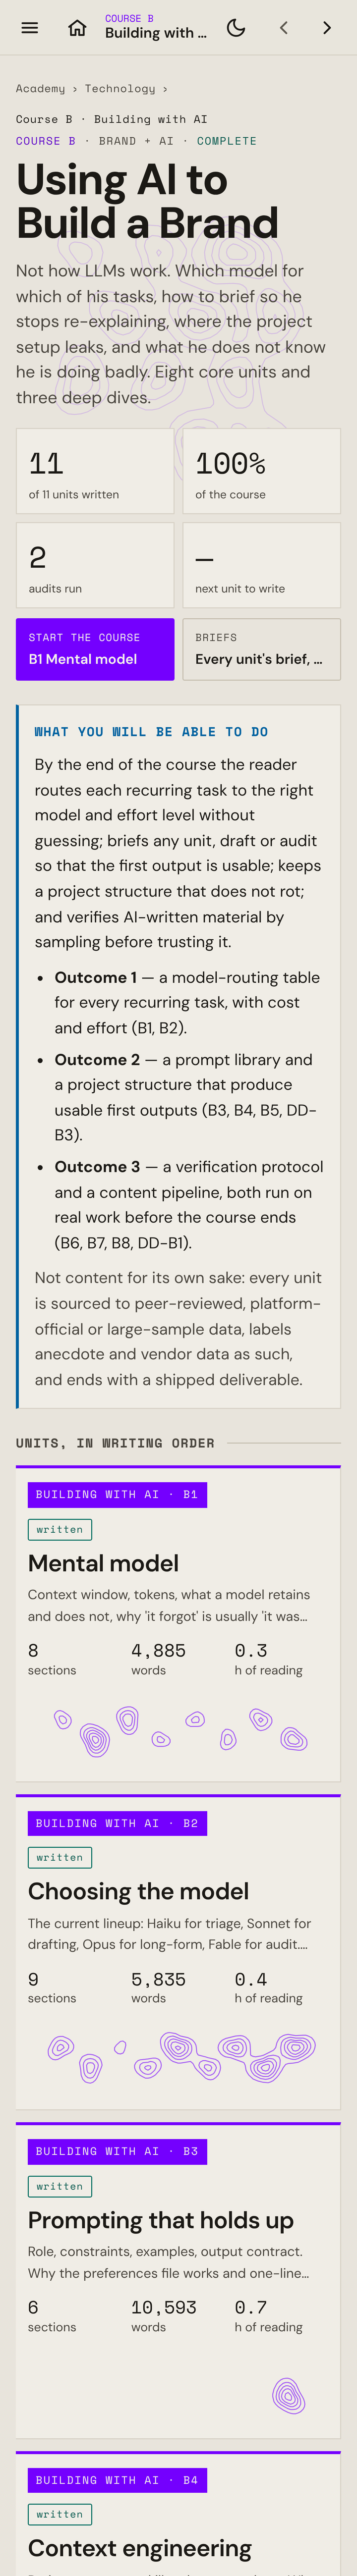 COURSE B
Building with …
Academy › Technology ›
Course B · Building with AI
COURSE B · BRAND + AI · COMPLETE
Using AI to
Build a Brand
Not how LLMs work. Which model for
which of his tasks, how to brief so he
stops re-explaining, where the project
setup leaks, and what he does not know
he is doing badly. Eight core units and
three deep dives.
11
of 11 units written
100%
of the course
2
audits run
—
next unit to write
START THE COURSE
B1 Mental model
BRIEFS
Every unit's brief, …
WHAT YOU WILL BE ABLE TO DO
By the end of the course the reader
routes each recurring task to the right
model and effort level without
guessing; briefs any unit, draft or audit
so that the first output is usable; keeps
a project structure that does not rot;
and verifies AI-written material by
sampling before trusting it.
• Outcome 1 — a model-routing table
for every recurring task, with cost
and effort (B1, B2).
• Outcome 2 — a prompt library and
a project structure that produce
usable first outputs (B3, B4, B5, DD-
B3).
• Outcome 3 — a verification protocol
and a content pipeline, both run on
real work before the course ends
(B6, B7, B8, DD-B1).
Not content for its own sake: every unit
is sourced to peer-reviewed, platform-
official or large-sample data, labels
anecdote and vendor data as such,
and ends with a shipped deliverable.
UNITS, IN WRITING ORDER
BUILDING WITH AI · B1
written
Mental model
Context window, tokens, what a model retains
and does not, why 'it forgot' is usually 'it was…
8
sections
4,885
words
0.3
h of reading
BUILDING WITH AI · B2
written
Choosing the model
The current lineup: Haiku for triage, Sonnet for
drafting, Opus for long-form, Fable for audit.…
9
sections
5,835
words
0.4
h of reading
BUILDING WITH AI · B3
written
Prompting that holds up
Role, constraints, examples, output contract.
Why the preferences file works and one-line…
6
sections
10,593
words
0.7
h of reading
BUILDING WITH AI · B4
written
Context engineering